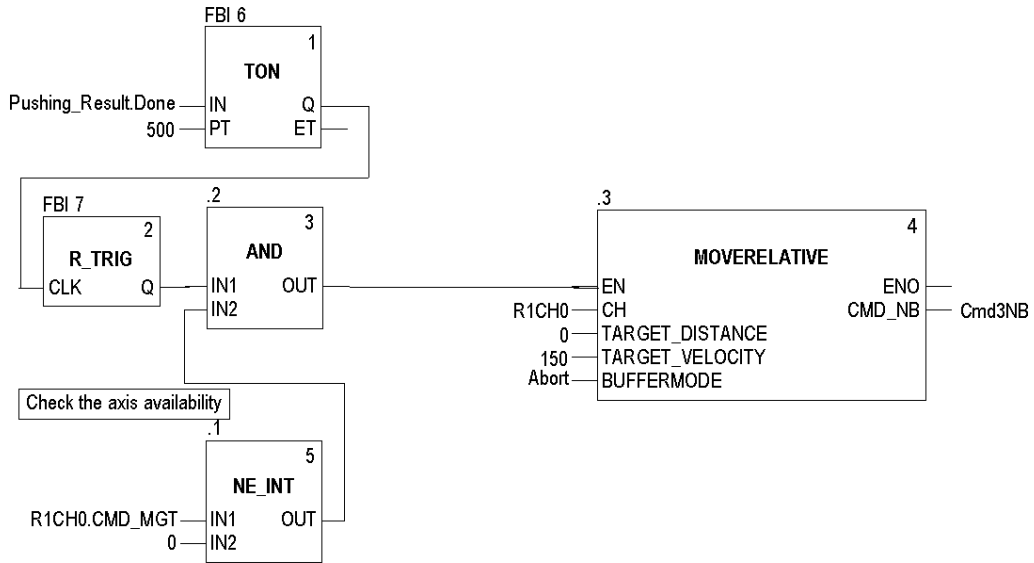 FBI 6
1
TON
Pushing_Result.Done IN Q
500 PT ET
FBI 7
2
R_TRIG
CLK Q
.2
3
AND
IN1 OUT
IN2
.3
4
MOVERELATIVE
EN ENO
R1CH0 CH CMD_NB Cmd3NB
0 TARGET_DISTANCE
150 TARGET_VELOCITY
Abort BUFFERMODE
Check the axis availability
.1
5
NE_INT
R1CH0.CMD_MGT IN1 OUT
0 IN2